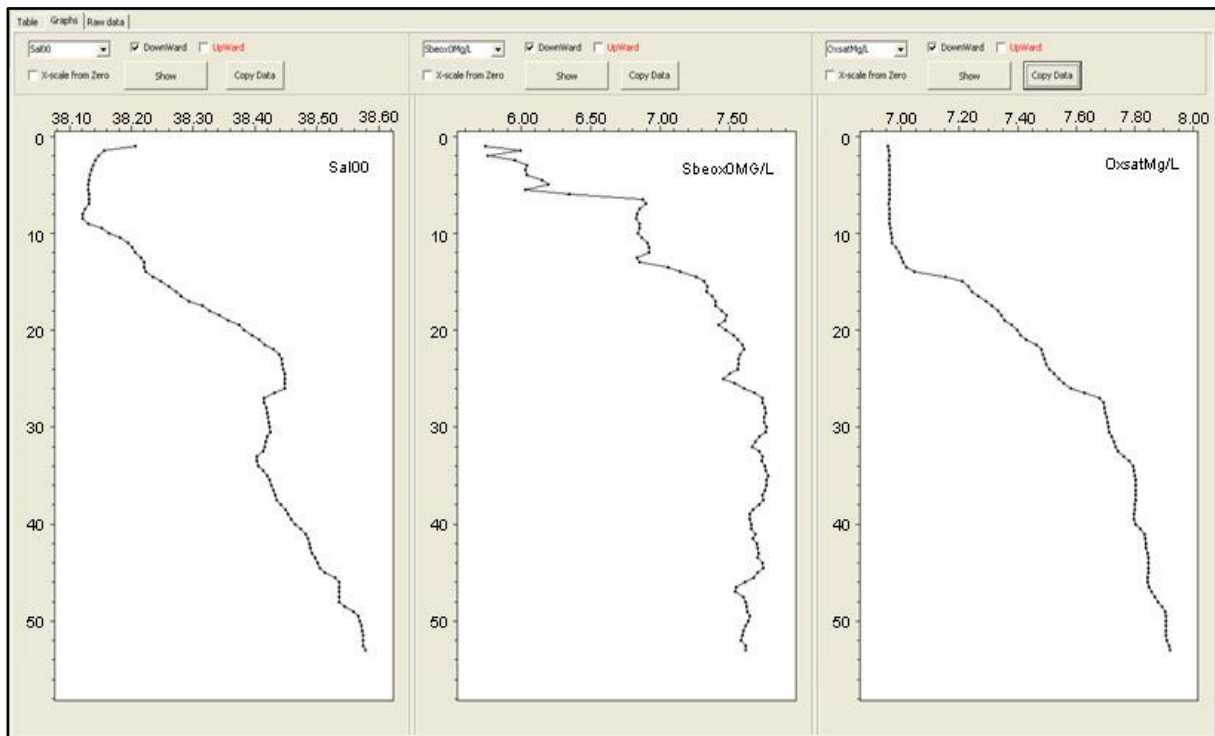 Table Graphs Raw data
Sal00 DownWard UpWard
X-scale from Zero Show Copy Data
Sbeox0Mg/L DownWard UpWard
X-scale from Zero Show Copy Data
OxsatMg/L DownWard UpWard
X-scale from Zero Show Copy Data
38.10 38.20 38.30 38.40 38.50 38.60
Sal00
0
10
20
30
40
50
6.00 6.50 7.00 7.50
Sbeox0MG/L
0
10
20
30
40
50
7.00 7.20 7.40 7.60 7.80 8.00
OxsatMg/L
0
10
20
30
40
50